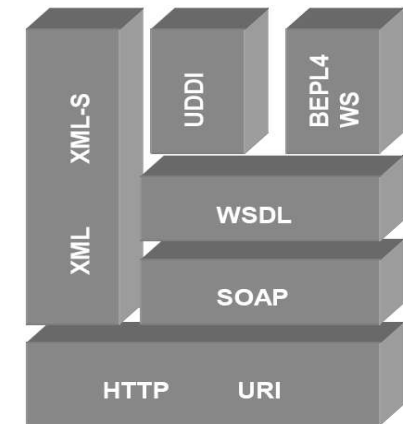 XML XML-S
UDDI
BEPL4
WS
WSDL
SOAP
HTTP URI